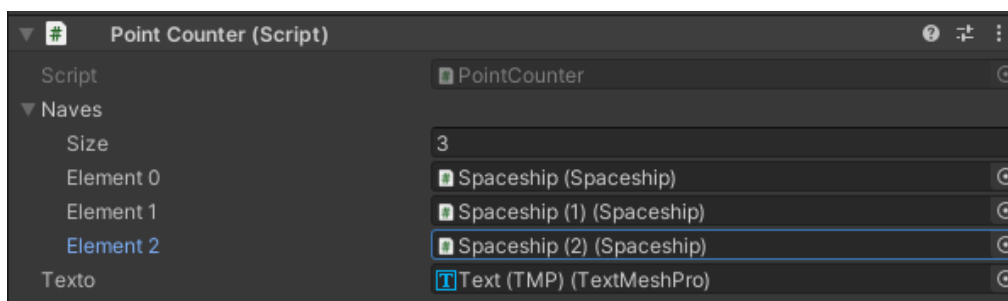 # Point Counter (Script)
Script # PointCounter
Naves
Size 3
Element 0 # Spaceship (Spaceship)
Element 1 # Spaceship (1) (Spaceship)
Element 2 # Spaceship (2) (Spaceship)
Texto T Text (TMP) (TextMeshPro)